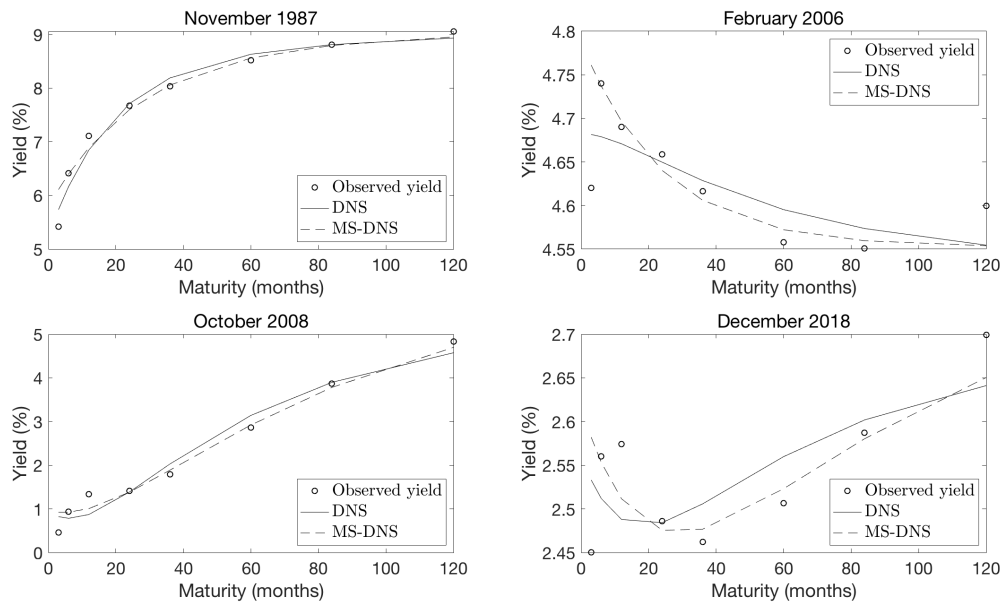 November 1987
Yield (%)
9
8
7
6
5
0 20 40 60 80 100 120
Maturity (months)
Observed yield
DNS
MS-DNS
February 2006
Yield (%)
4.8
4.75
4.7
4.65
4.6
4.55
4.5
0 20 40 60 80 100 120
Maturity (months)
Observed yield
DNS
MS-DNS
October 2008
Yield (%)
5
4
3
2
1
0
0 20 40 60 80 100 120
Maturity (months)
Observed yield
DNS
MS-DNS
December 2018
Yield (%)
2.7
2.65
2.6
2.55
2.5
2.45
0 20 40 60 80 100 120
Maturity (months)
Observed yield
DNS
MS-DNS